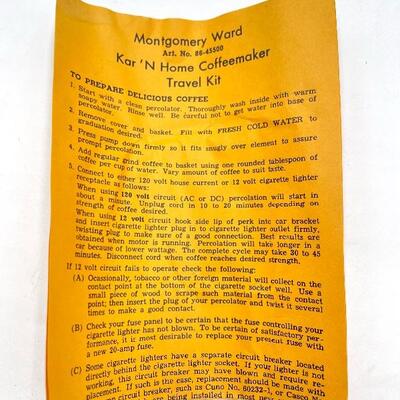 Montgomery Ward
Art. No. 86-45500
Kar 'N Home Coffeemaker
Travel Kit
TO PREPARE DELICIOUS COFFEE
1. Start with a clean percolator. Thoroughly wash inside with warm
soapy water. Rinse well. Be careful not to get water into base of
percolator.
2. Remove cover and basket. Fill with FRESH COLD WATER to
graduation desired.
3. Press pump down firmly so it fits snugly over element to assure
prompt percolation.
4. Add regular grind coffee to basket using one rounded tablespoon of
coffee per cup of water. Vary amount of coffee to suit taste.
5. Connect to either 120 volt house current or 12 volt cigarette lighter
receptacle as follows:
When using 120 volt circuit (AC or DC) percolation will start in
about a minute. Unplug cord in 10 to 20 minutes depending on
strength of coffee desired.
When using 12 volt circuit hook side lip of perk into car bracket
and insert cigarette lighter plug in to cigarette lighter outlet firmly,
twisting plug to make sure of a good connection. Best results are
obtained when motor is running. Percolation will take longer in a
car because of lower wattage. The complete cycle may take 30 to 45
minutes. Disconnect cord when coffee reaches desired strength.
If 12 volt circuit fails to operate check the following:
(A) Ocassionally, tobacco or other foreign material will collect on the
contact point at the bottom of the cigarette socket well. Use a
small piece of wood to scrape such material from the contact
point; then insert the plug of your percolator and twist it several
times to make a good contact.
(B) Check your fuse panel to be certain that the fuse controlling your
cigarette lighter has not blown. To be certain of satisfactory per-
formance, it is most desirable to replace your present fuse with
a new 20-amp fuse.
(C) Some cigarette lighters have a separate circuit breaker located
directly behind the cigarette lighter socket. If your lighter is not
working, this circuit breaker may have blown and require re-
placement. If such is the case, replacement should be made with
such as Cuno No. 80232-1, or Casco
are being installed in most